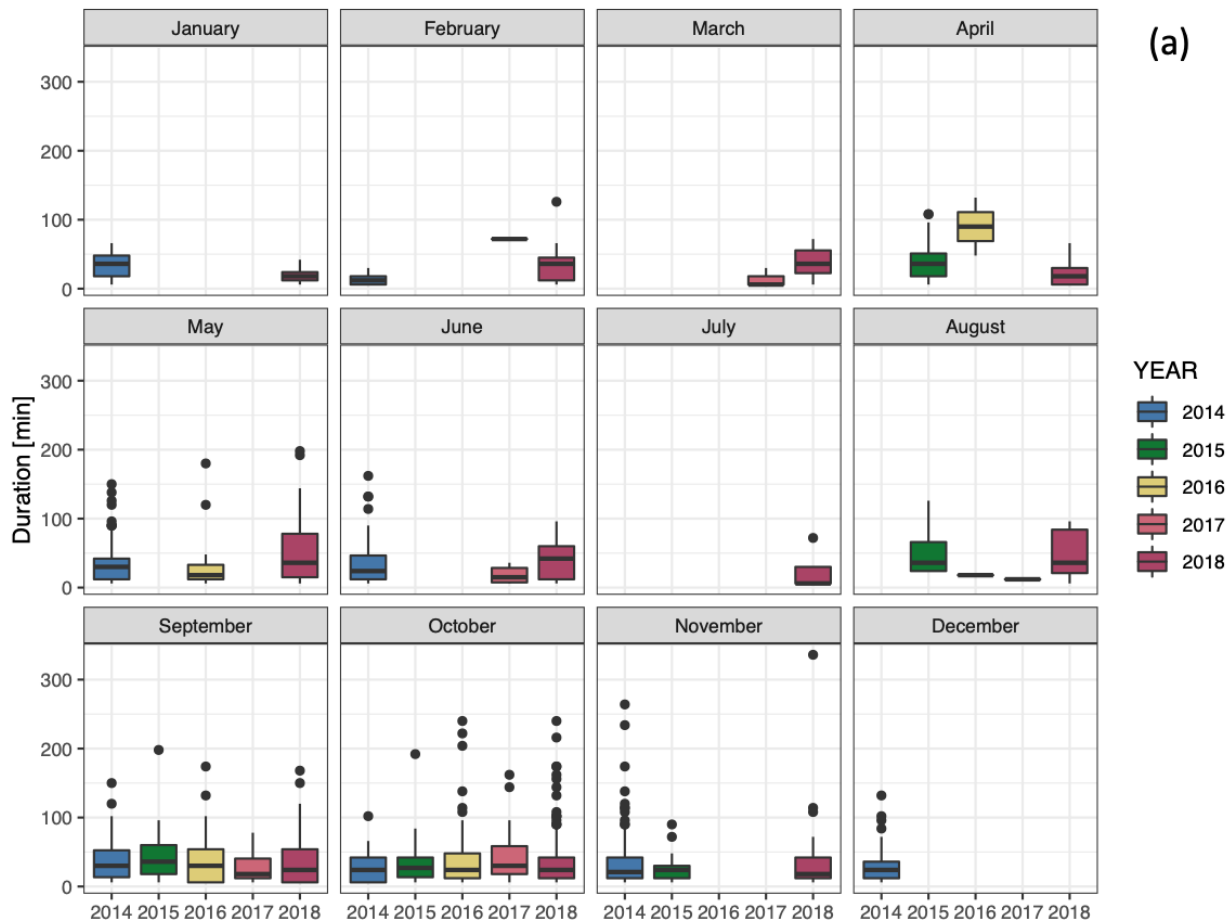 January February March April
(a)
300
200
100
0
May June July August
Duration [min]
300
200
100
0
YEAR
2014
2015
2016
2017
2018
September October November December
300
200
100
0
2014 2015 2016 2017 2018 2014 2015 2016 2017 2018 2014 2015 2016 2017 2018 2014 2015 2016 2017 2018